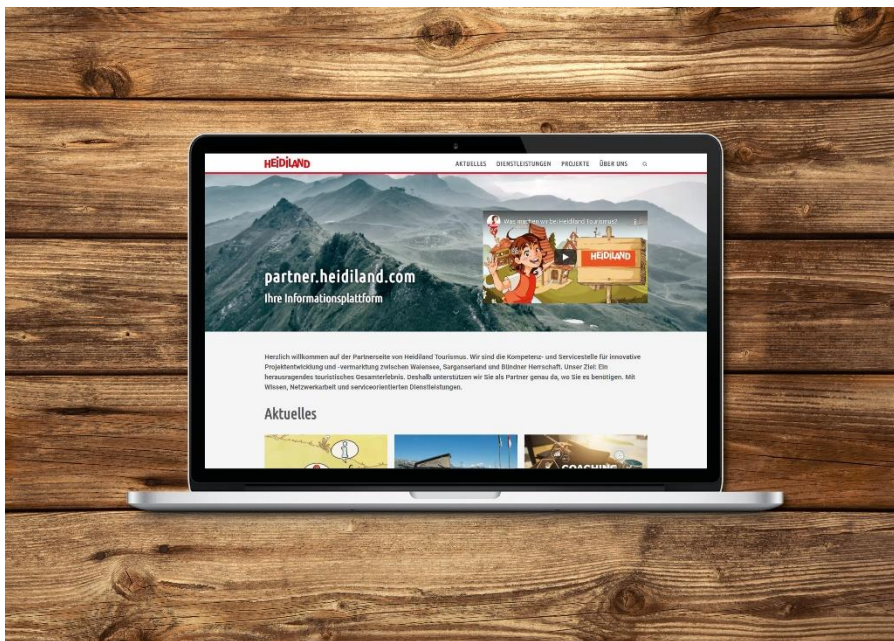 HEIDILAND
AKTUELLES DIENSTLEISTUNGEN PROJEKTE ÜBER UNS
Was machen wir bei Heidiland Tourismus?
HEIDILAND
partner.heidiland.com
Ihre Informationsplattform
Herzlich willkommen auf der Partnerseite von Heidiland Tourismus. Wir sind die Kompetenz- und Servicestelle für innovative
Projektentwicklung und -vermarktung zwischen Walensee, Sarganserland und Bündner Herrschaft. Unser Ziel: Ein
herausragendes touristisches Gesamterlebnis. Deshalb unterstützen wir Sie als Partner genau da, wo Sie es benötigen. Mit
Wissen, Netzwerkarbeit und serviceorientierten Dienstleistungen.
Aktuelles
COACHING